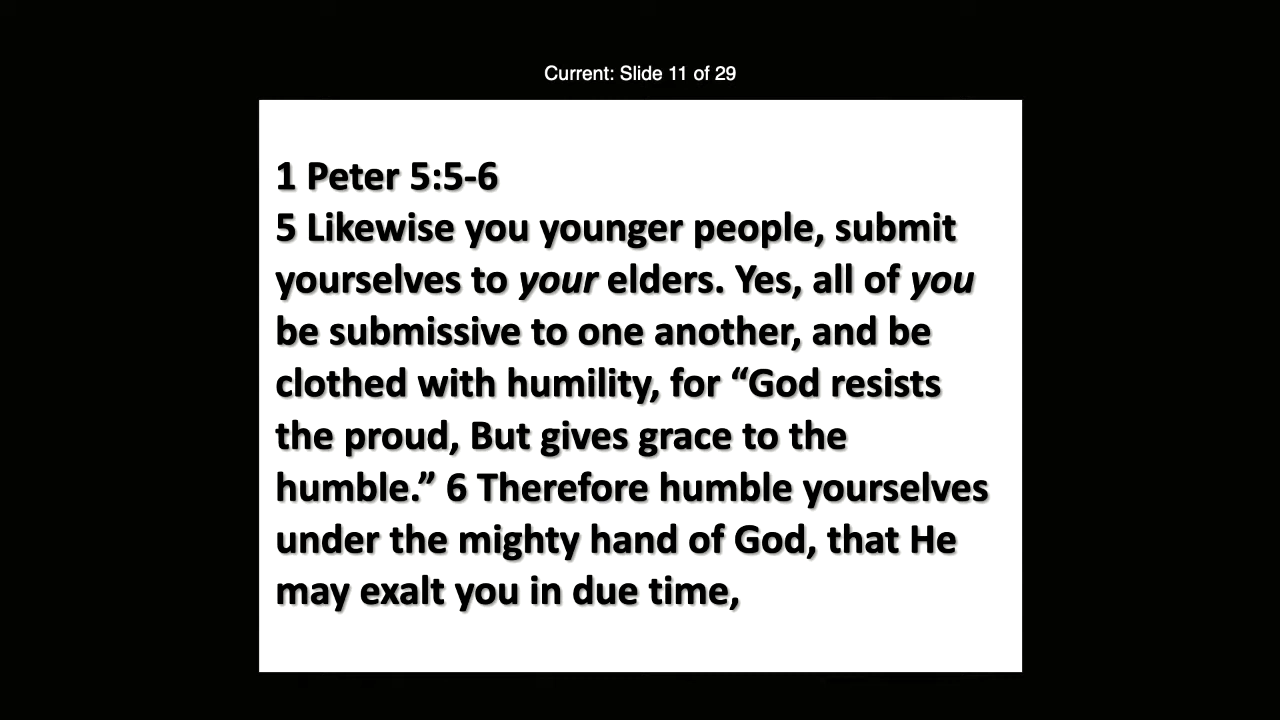 Current: Slide 11 of 29
1 Peter 5:5-6
5 Likewise you younger people, submit
yourselves to your elders. Yes, all of you
be submissive to one another, and be
clothed with humility, for “God resists
the proud, But gives grace to the
humble.” 6 Therefore humble yourselves
under the mighty hand of God, that He
may exalt you in due time,